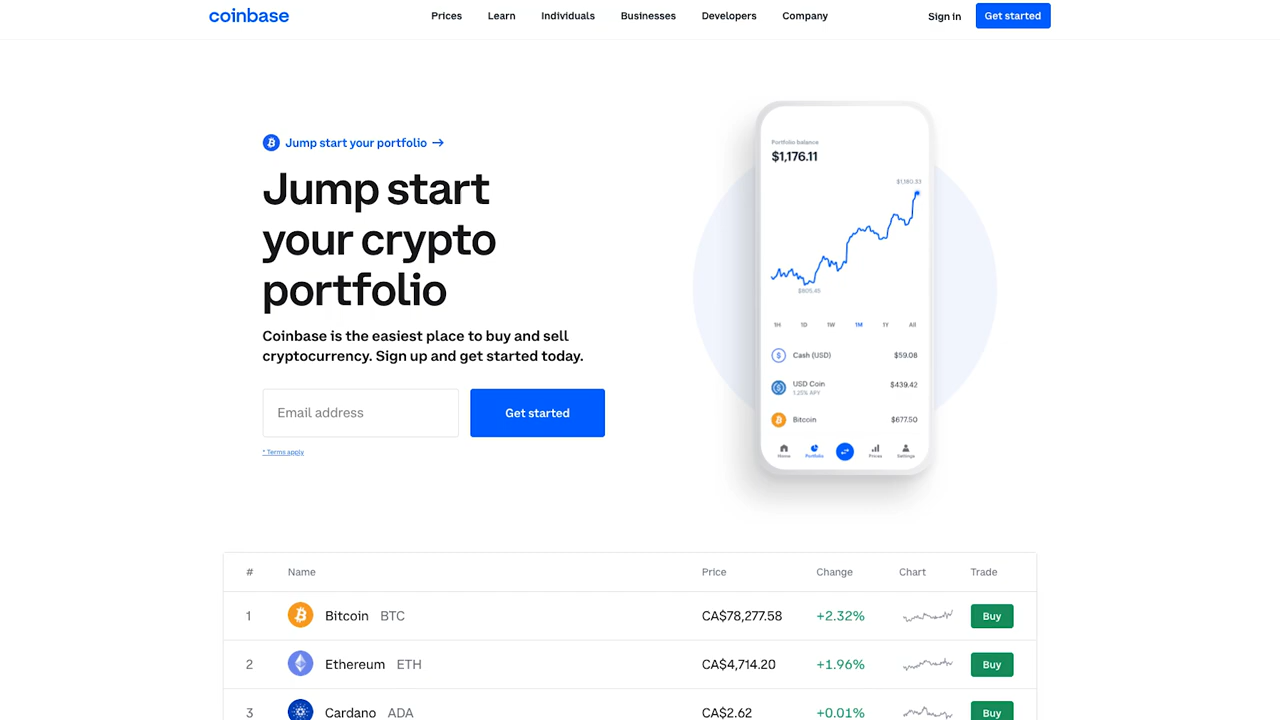 coinbase
Prices Learn Individuals Businesses Developers Company
Sign in
Get started
Jump start your portfolio →
Jump start
your crypto
portfolio
Coinbase is the easiest place to buy and sell
cryptocurrency. Sign up and get started today.
Email address
Get started
* Terms apply
Portfolio balance
$1,176.11
$1,180.33
$805.45
1H 1D 1W 1M 1Y All
Cash (USD) $59.08
USD Coin $439.42
1.25% APY
Bitcoin $677.50
Home Portfolio Prices Settings
# Name Price Change Chart Trade
1 Bitcoin BTC CA$78,277.58 +2.32% Buy
2 Ethereum ETH CA$4,714.20 +1.96% Buy
3 Cardano ADA CA$2.62 +0.01% Buy